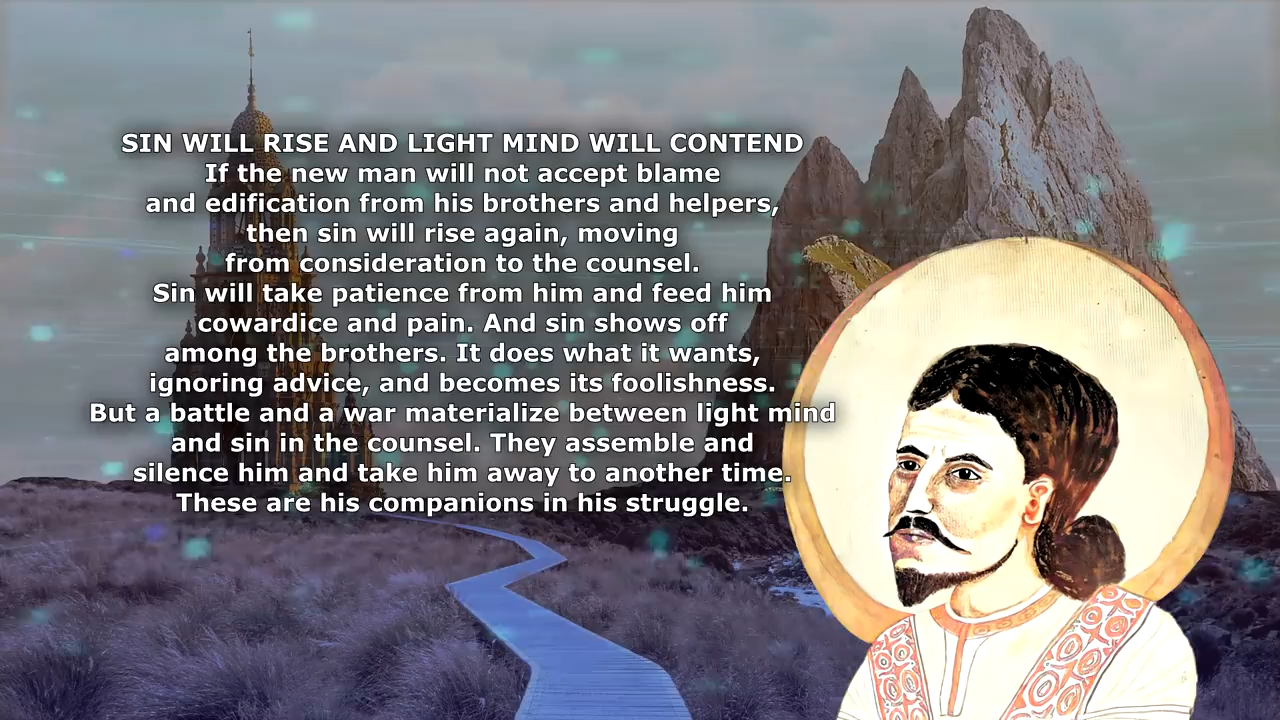 SIN WILL RISE AND LIGHT MIND WILL CONTEND
If the new man will not accept blame
and edification from his brothers and helpers,
then sin will rise again, moving
from consideration to the counsel.
Sin will take patience from him and feed him
cowardice and pain. And sin shows off
among the brothers. It does what it wants,
ignoring advice, and becomes its foolishness.
But a battle and a war materialize between light mind
and sin in the counsel. They assemble and
silence him and take him away to another time.
These are his companions in his struggle.